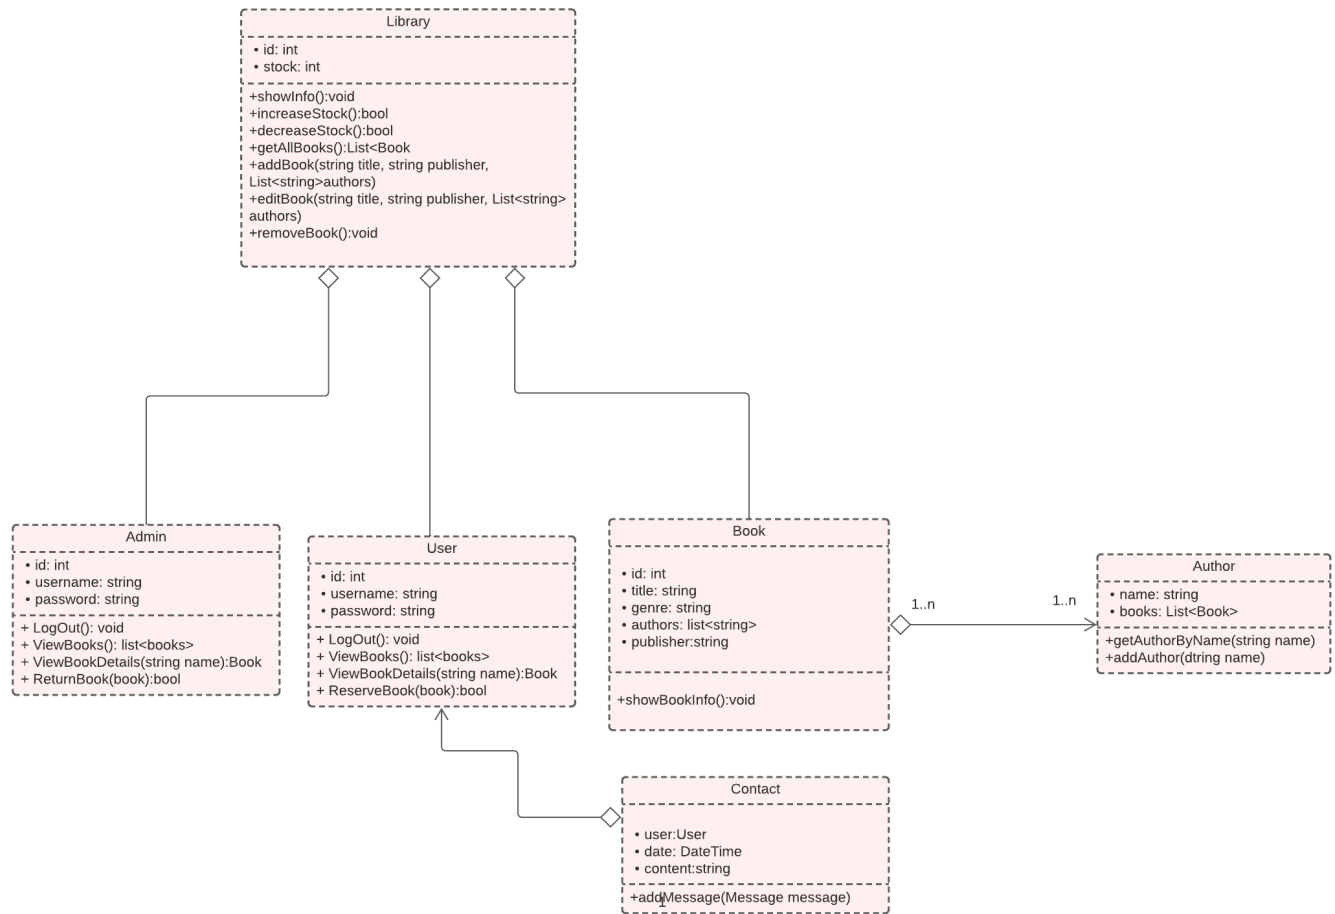 Library
• id: int
• stock: int
+showInfo():void
+increaseStock():bool
+decreaseStock():bool
+getAllBooks():List<Book
+addBook(string title, string publisher,
List<string>authors)
+editBook(string title, string publisher, List<string>
authors)
+removeBook():void
Admin
• id: int
• username: string
• password: string
+ LogOut(): void
+ ViewBooks(): list<books>
+ ViewBookDetails(string name):Book
+ ReturnBook(book):bool
User
• id: int
• username: string
• password: string
+ LogOut(): void
+ ViewBooks(): list<books>
+ ViewBookDetails(string name):Book
+ ReserveBook(book):bool
Book
• id: int
• title: string
• genre: string
• authors: list<string>
• publisher:string
+showBookInfo():void
1..n
1..n
Author
• name: string
• books: List<Book>
+getAuthorByName(string name)
+addAuthor(dtring name)
Contact
• user:User
• date: DateTime
• content:string
+addMessage(Message message)
1